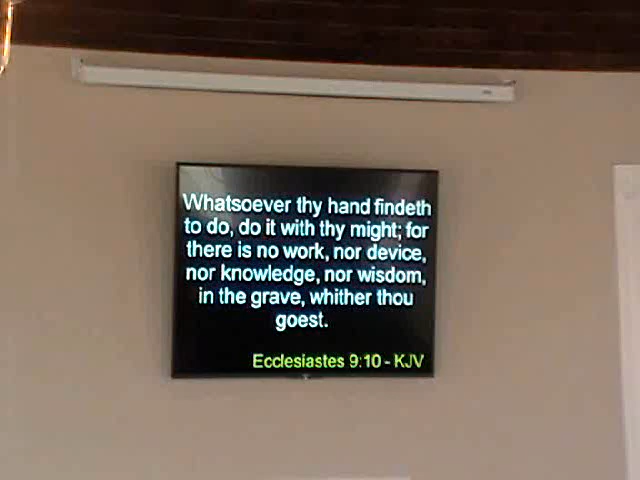 Whatsoever thy hand findeth
to do, do it with thy might; for
there is no work, nor device,
nor knowledge, nor wisdom,
in the grave, whither thou
goest.
Ecclesiastes 9:10 - KJV